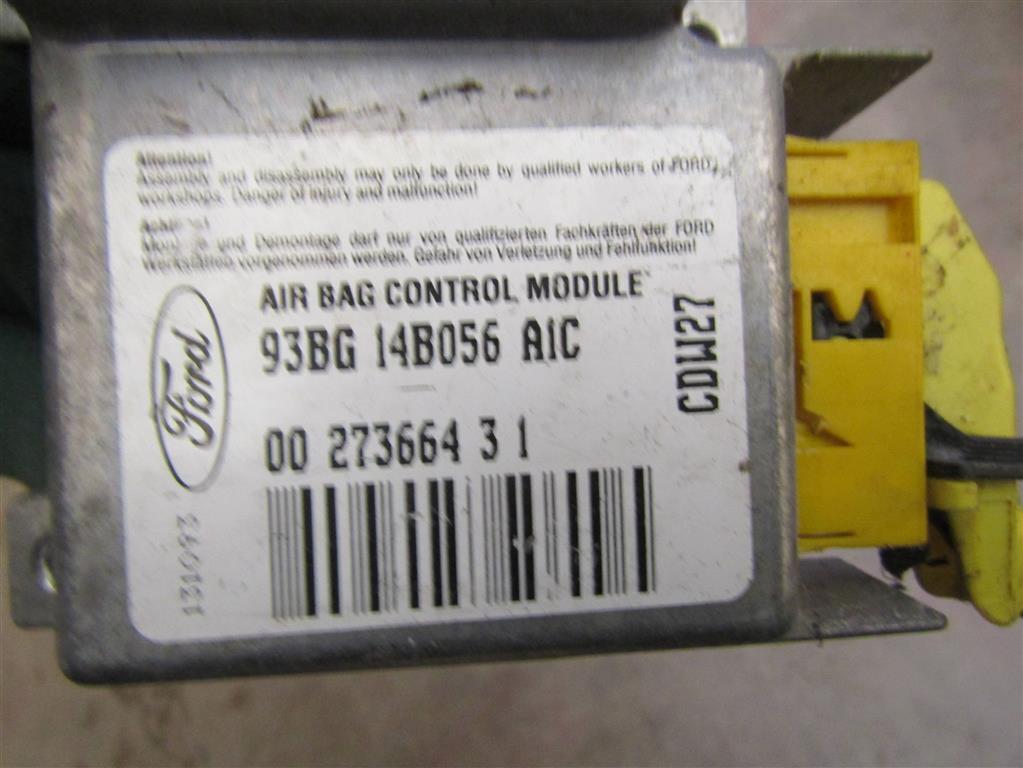 Attention!
Assembly and disassembly may only be done by qualified workers of FORD
workshops. Danger of injury and malfunction!
und Demontage darf nur von qualifizierten Fachkräften der FORD
Werkstätten vorgenommen werden. Gefahr von Verletzung und Fehlfunktion!
AIR BAG CONTROL MODULE
Ford
93BG 14B056 A1C
CDW27
00 273664 3 1
131093